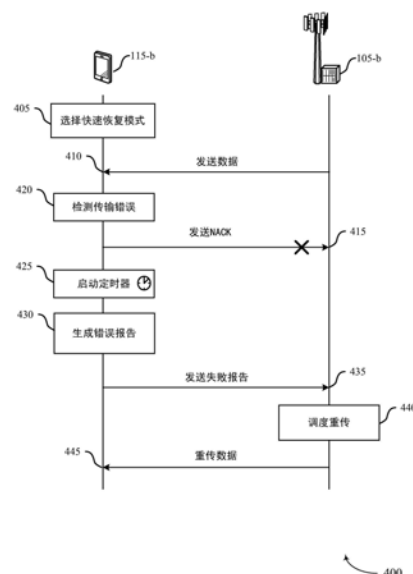 115-b
105-b
405
选择快速恢复模式
410
发送数据
420
检测传输错误
发送NACK
415
425
启动定时器
430
生成错误报告
发送失败报告
435
调度重传
440
445
重传数据
400